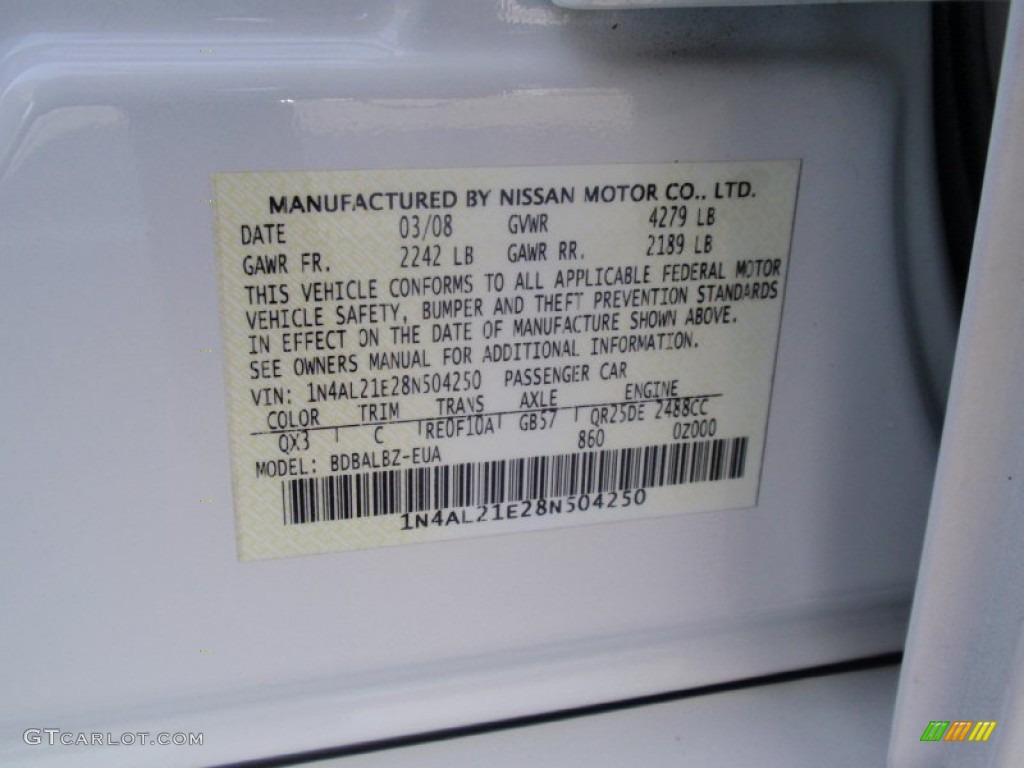 MANUFACTURED BY NISSAN MOTOR CO., LTD.
DATE 03/08 GVWR 4279 LB
GAWR FR. 2242 LB GAWR RR. 2189 LB
THIS VEHICLE CONFORMS TO ALL APPLICABLE FEDERAL MOTOR
VEHICLE SAFETY, BUMPER AND THEFT PREVENTION STANDARDS
IN EFFECT ON THE DATE OF MANUFACTURE SHOWN ABOVE.
SEE OWNERS MANUAL FOR ADDITIONAL INFORMATION.
VIN: 1N4AL21E28N504250 PASSENGER CAR
COLOR TRIM TRANS AXLE ENGINE
QX3 C RE0F10A GB57 QR25DE 2488CC
MODEL: BDBALBZ-EUA 860 0Z000
1N4AL21E28N504250
GTCARLOT.COM